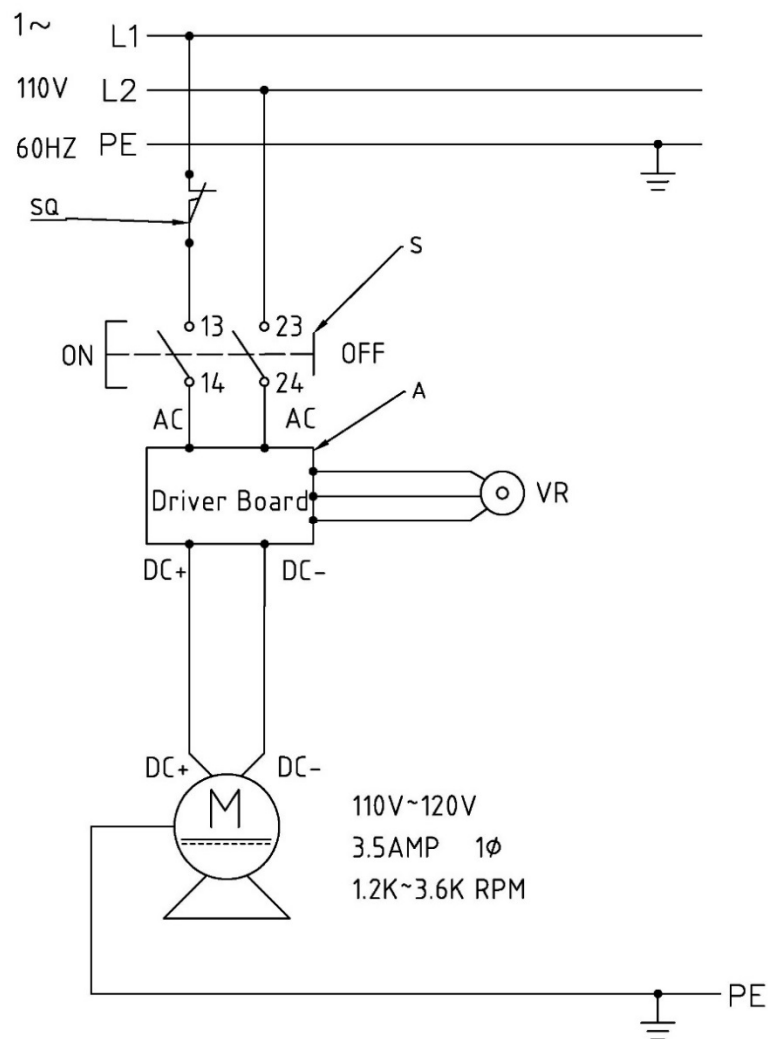 1~ L1
110V L2
60HZ PE
SQ
S
13 23
ON OFF
14 24
A
AC AC
Driver Board
VR
DC+ DC-
DC+ DC-
M
110V~120V
3.5AMP 1ø
1.2K~3.6K RPM
PE